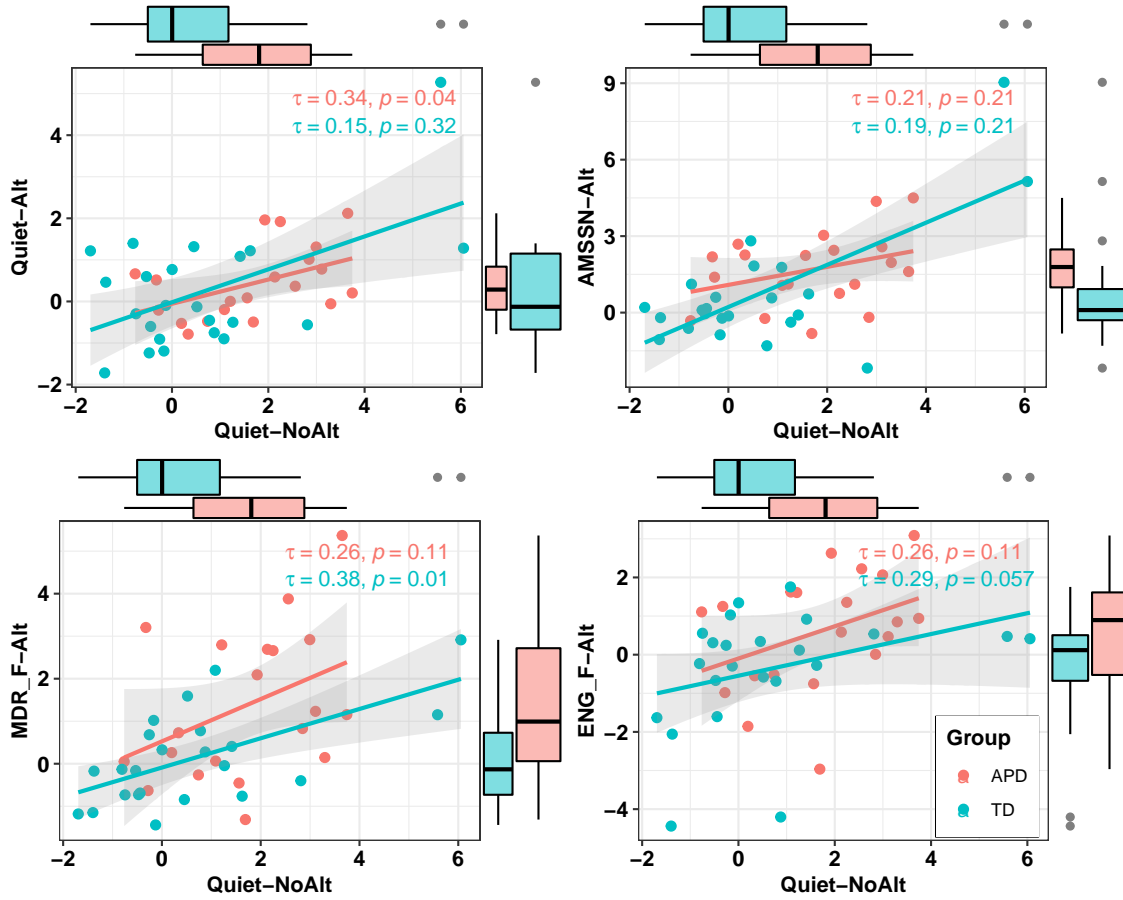 τ = 0.34, p = 0.04
τ = 0.15, p = 0.32
Quiet−Alt
4
2
0
−2
−2 0 2 4 6
Quiet−NoAlt
τ = 0.21, p = 0.21
τ = 0.19, p = 0.21
AMSSN−Alt
9
6
3
0
−2 0 2 4 6
Quiet−NoAlt
τ = 0.26, p = 0.11
τ = 0.38, p = 0.01
MDR_F−Alt
4
2
0
−2 0 2 4 6
Quiet−NoAlt
τ = 0.26, p = 0.11
τ = 0.29, p = 0.057
ENG_F−Alt
2
0
−2
−4
Group
APD
TD
−2 0 2 4 6
Quiet−NoAlt